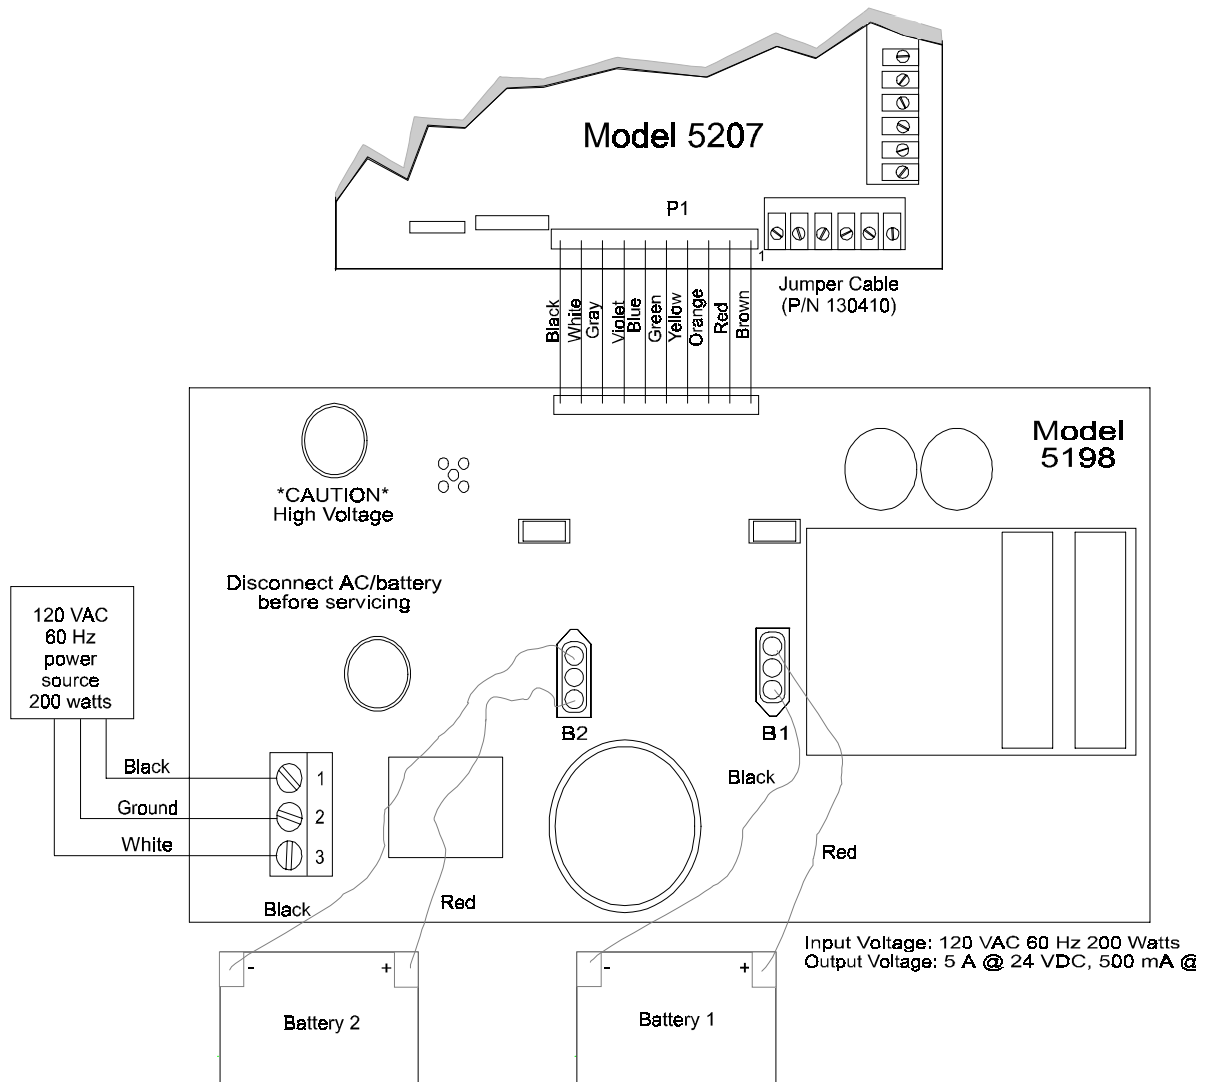 Model 5207
P1
1
Jumper Cable
(P/N 130410)
Black
White
Gray
Violet
Blue
Green
Yellow
Orange
Red
Brown
Model
5198
*CAUTION*
High Voltage
Disconnect AC/battery
before servicing
120 VAC
60 Hz
power
source
200 watts
B2
B1
Black
1
Ground
2
White
3
Black
Red
Black
Red
Input Voltage: 120 VAC 60 Hz 200 Watts
Output Voltage: 5 A @ 24 VDC, 500 mA @
- +
Battery 2
- +
Battery 1